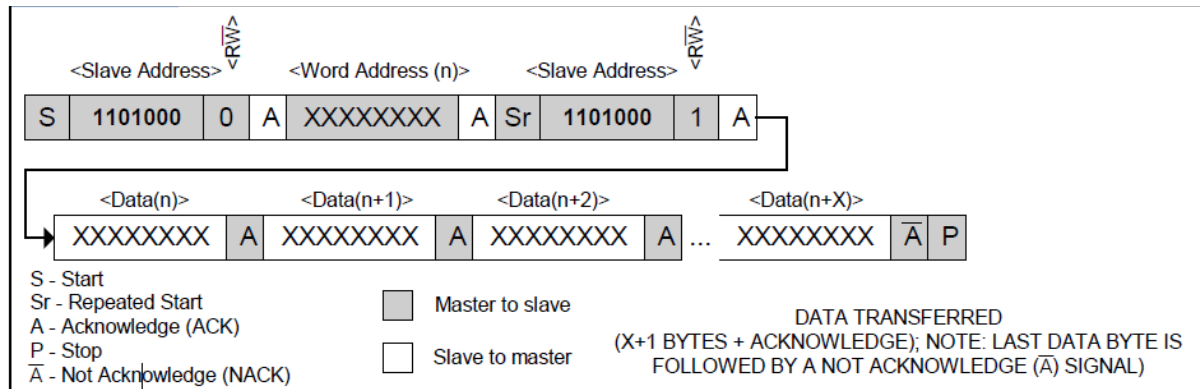 <RW̅> <RW̅>
<Slave Address> <Word Address (n)> <Slave Address>
S 1101000 0 A XXXXXXXX A Sr 1101000 1 A
<Data(n)> <Data(n+1)> <Data(n+2)> <Data(n+X)>
XXXXXXXX A XXXXXXXX A XXXXXXXX A ... XXXXXXXX A̅ P
S - Start
Sr - Repeated Start
A - Acknowledge (ACK)
P - Stop
A̅ - Not Acknowledge (NACK)
Master to slave
Slave to master
DATA TRANSFERRED
(X+1 BYTES + ACKNOWLEDGE); NOTE: LAST DATA BYTE IS
FOLLOWED BY A NOT ACKNOWLEDGE (A̅) SIGNAL)